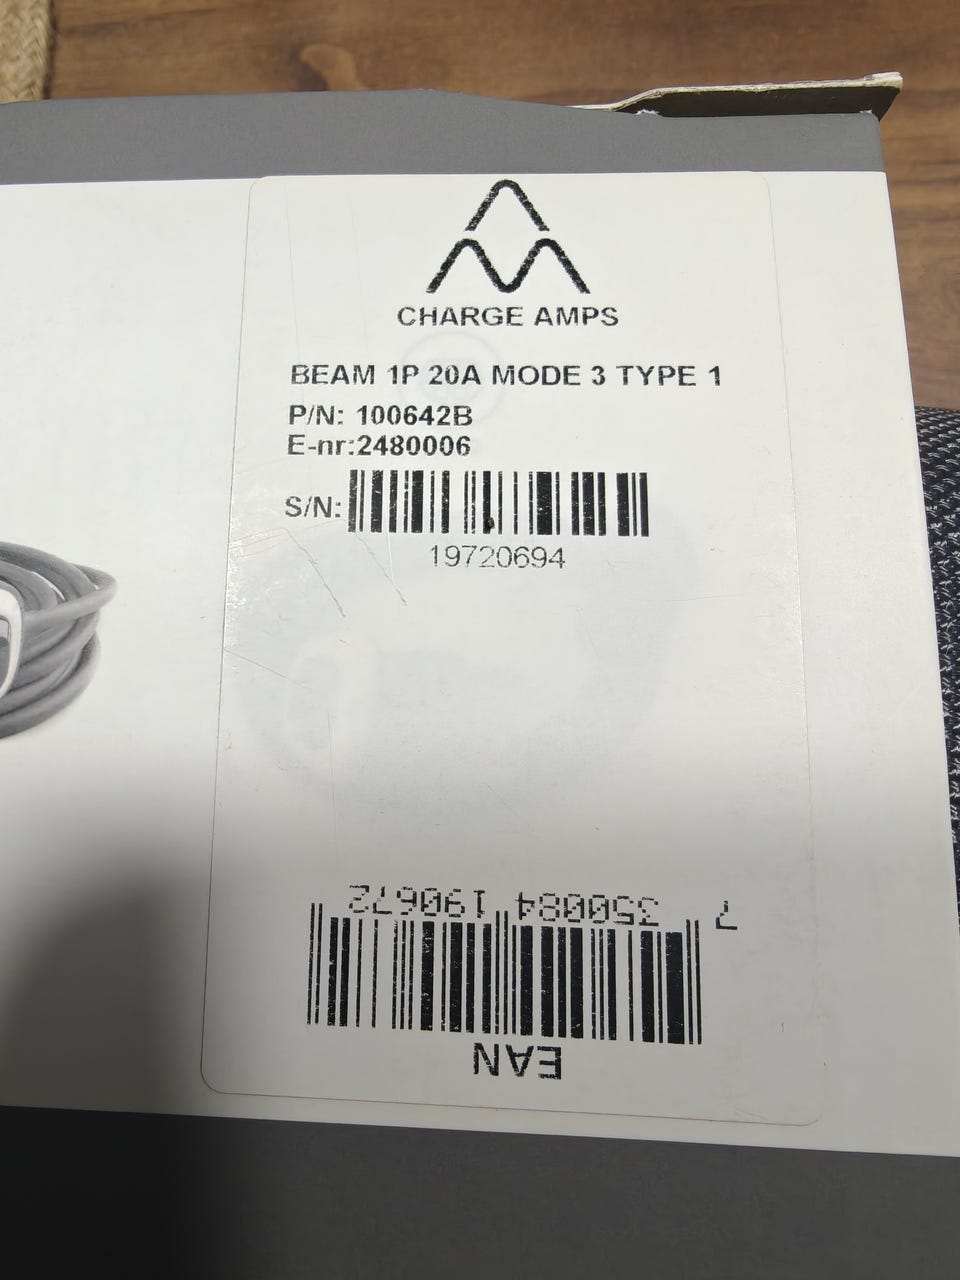 CHARGE AMPS
BEAM 1P 20A MODE 3 TYPE 1
P/N: 100642B
E-nr:2480006
S/N:
19720694
7 350084 190672
EAN